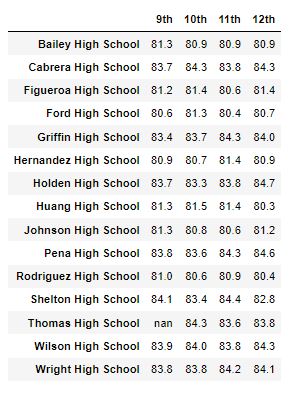 9th 10th 11th 12th
Bailey High School 81.3 80.9 80.9 80.9
Cabrera High School 83.7 84.3 83.8 84.3
Figueroa High School 81.2 81.4 80.6 81.4
Ford High School 80.6 81.3 80.4 80.7
Griffin High School 83.4 83.7 84.3 84.0
Hernandez High School 80.9 80.7 81.4 80.9
Holden High School 83.7 83.3 83.8 84.7
Huang High School 81.3 81.5 81.4 80.3
Johnson High School 81.3 80.8 80.6 81.2
Pena High School 83.8 83.6 84.3 84.6
Rodriguez High School 81.0 80.6 80.9 80.4
Shelton High School 84.1 83.4 84.4 82.8
Thomas High School nan 84.3 83.6 83.8
Wilson High School 83.9 84.0 83.8 84.3
Wright High School 83.8 83.8 84.2 84.1